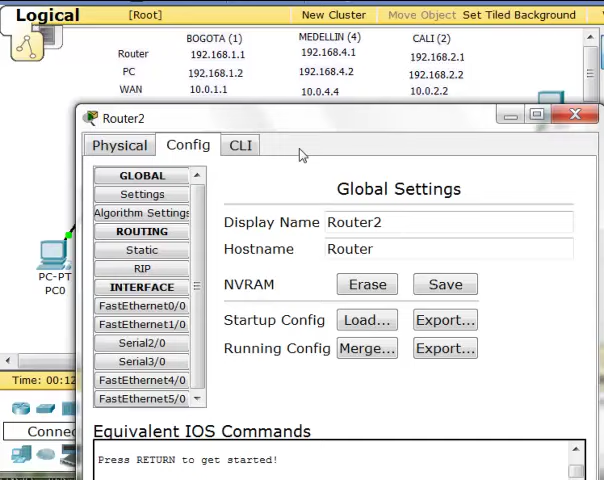 Logical [Root] New Cluster Move Object Set Tiled Background
BOGOTA (1) MEDELLIN (4) CALI (2)
Router 192.168.1.1 192.168.4.1 192.168.2.1
PC 192.168.1.2 192.168.4.2 192.168.2.2
WAN 10.0.1.1 10.0.4.4 10.0.2.2
Router2
Physical Config CLI
GLOBAL
Settings
Algorithm Settings
ROUTING
Static
RIP
INTERFACE
FastEthernet0/0
FastEthernet1/0
Serial2/0
Serial3/0
FastEthernet4/0
FastEthernet5/0
Global Settings
Display Name Router2
Hostname Router
NVRAM Erase Save
Startup Config Load... Export...
Running Config Merge... Export...
Equivalent IOS Commands
Press RETURN to get started!
PC-PT
PC0
Time: 00:12
Conne